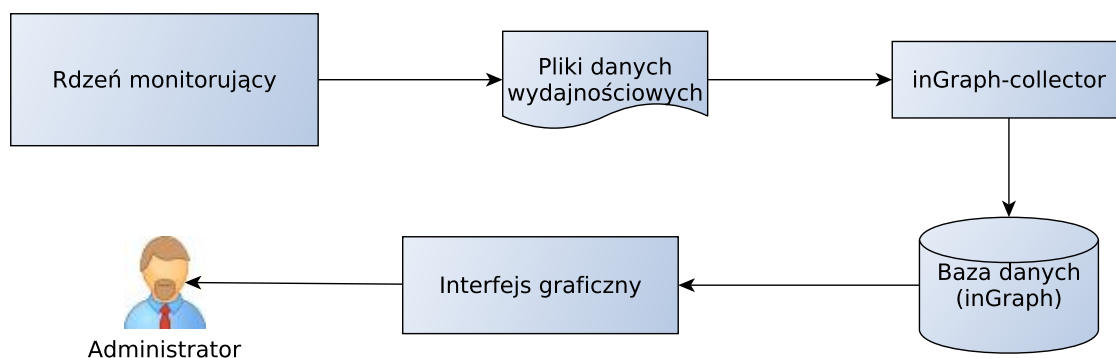 Rdzeń monitorujący
Pliki danych
wydajnościowych
inGraph-collector
Baza danych
(inGraph)
Interfejs graficzny
Administrator